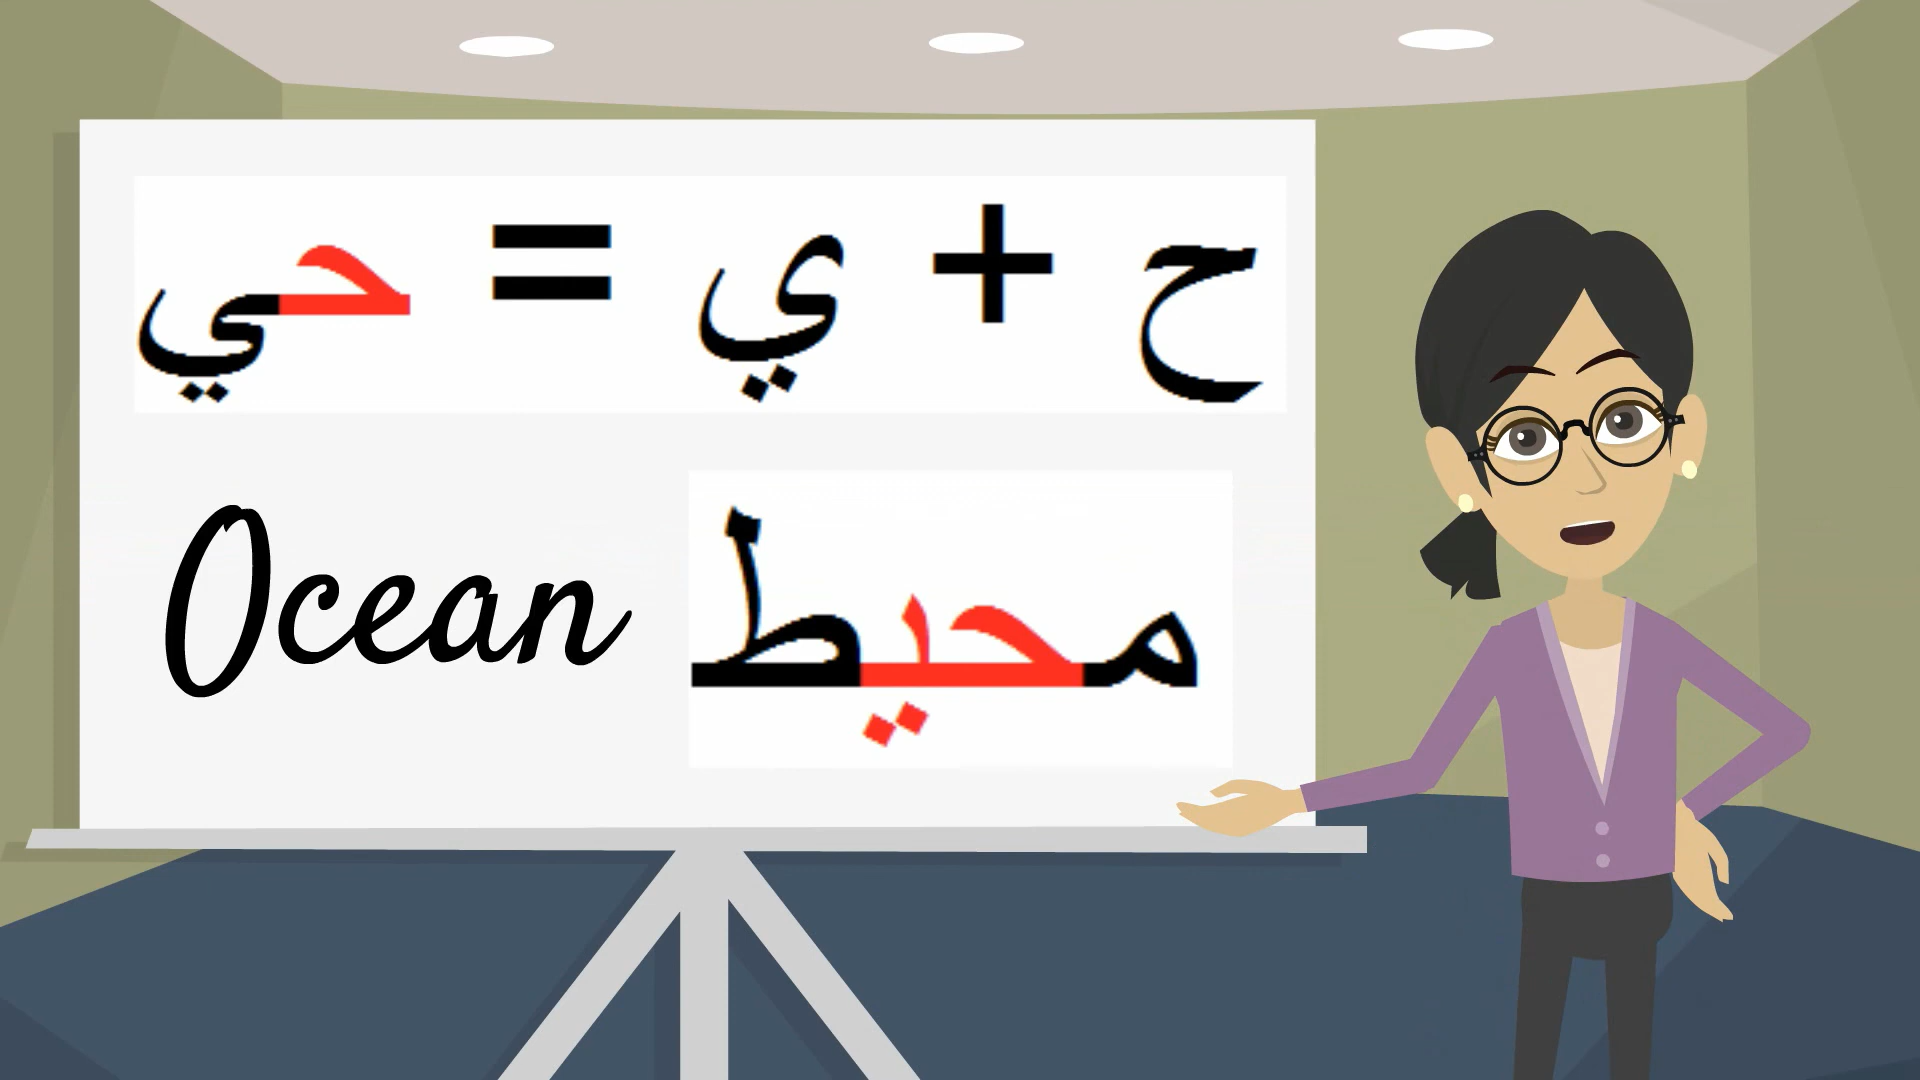 ح + ي = حي
Ocean محيط